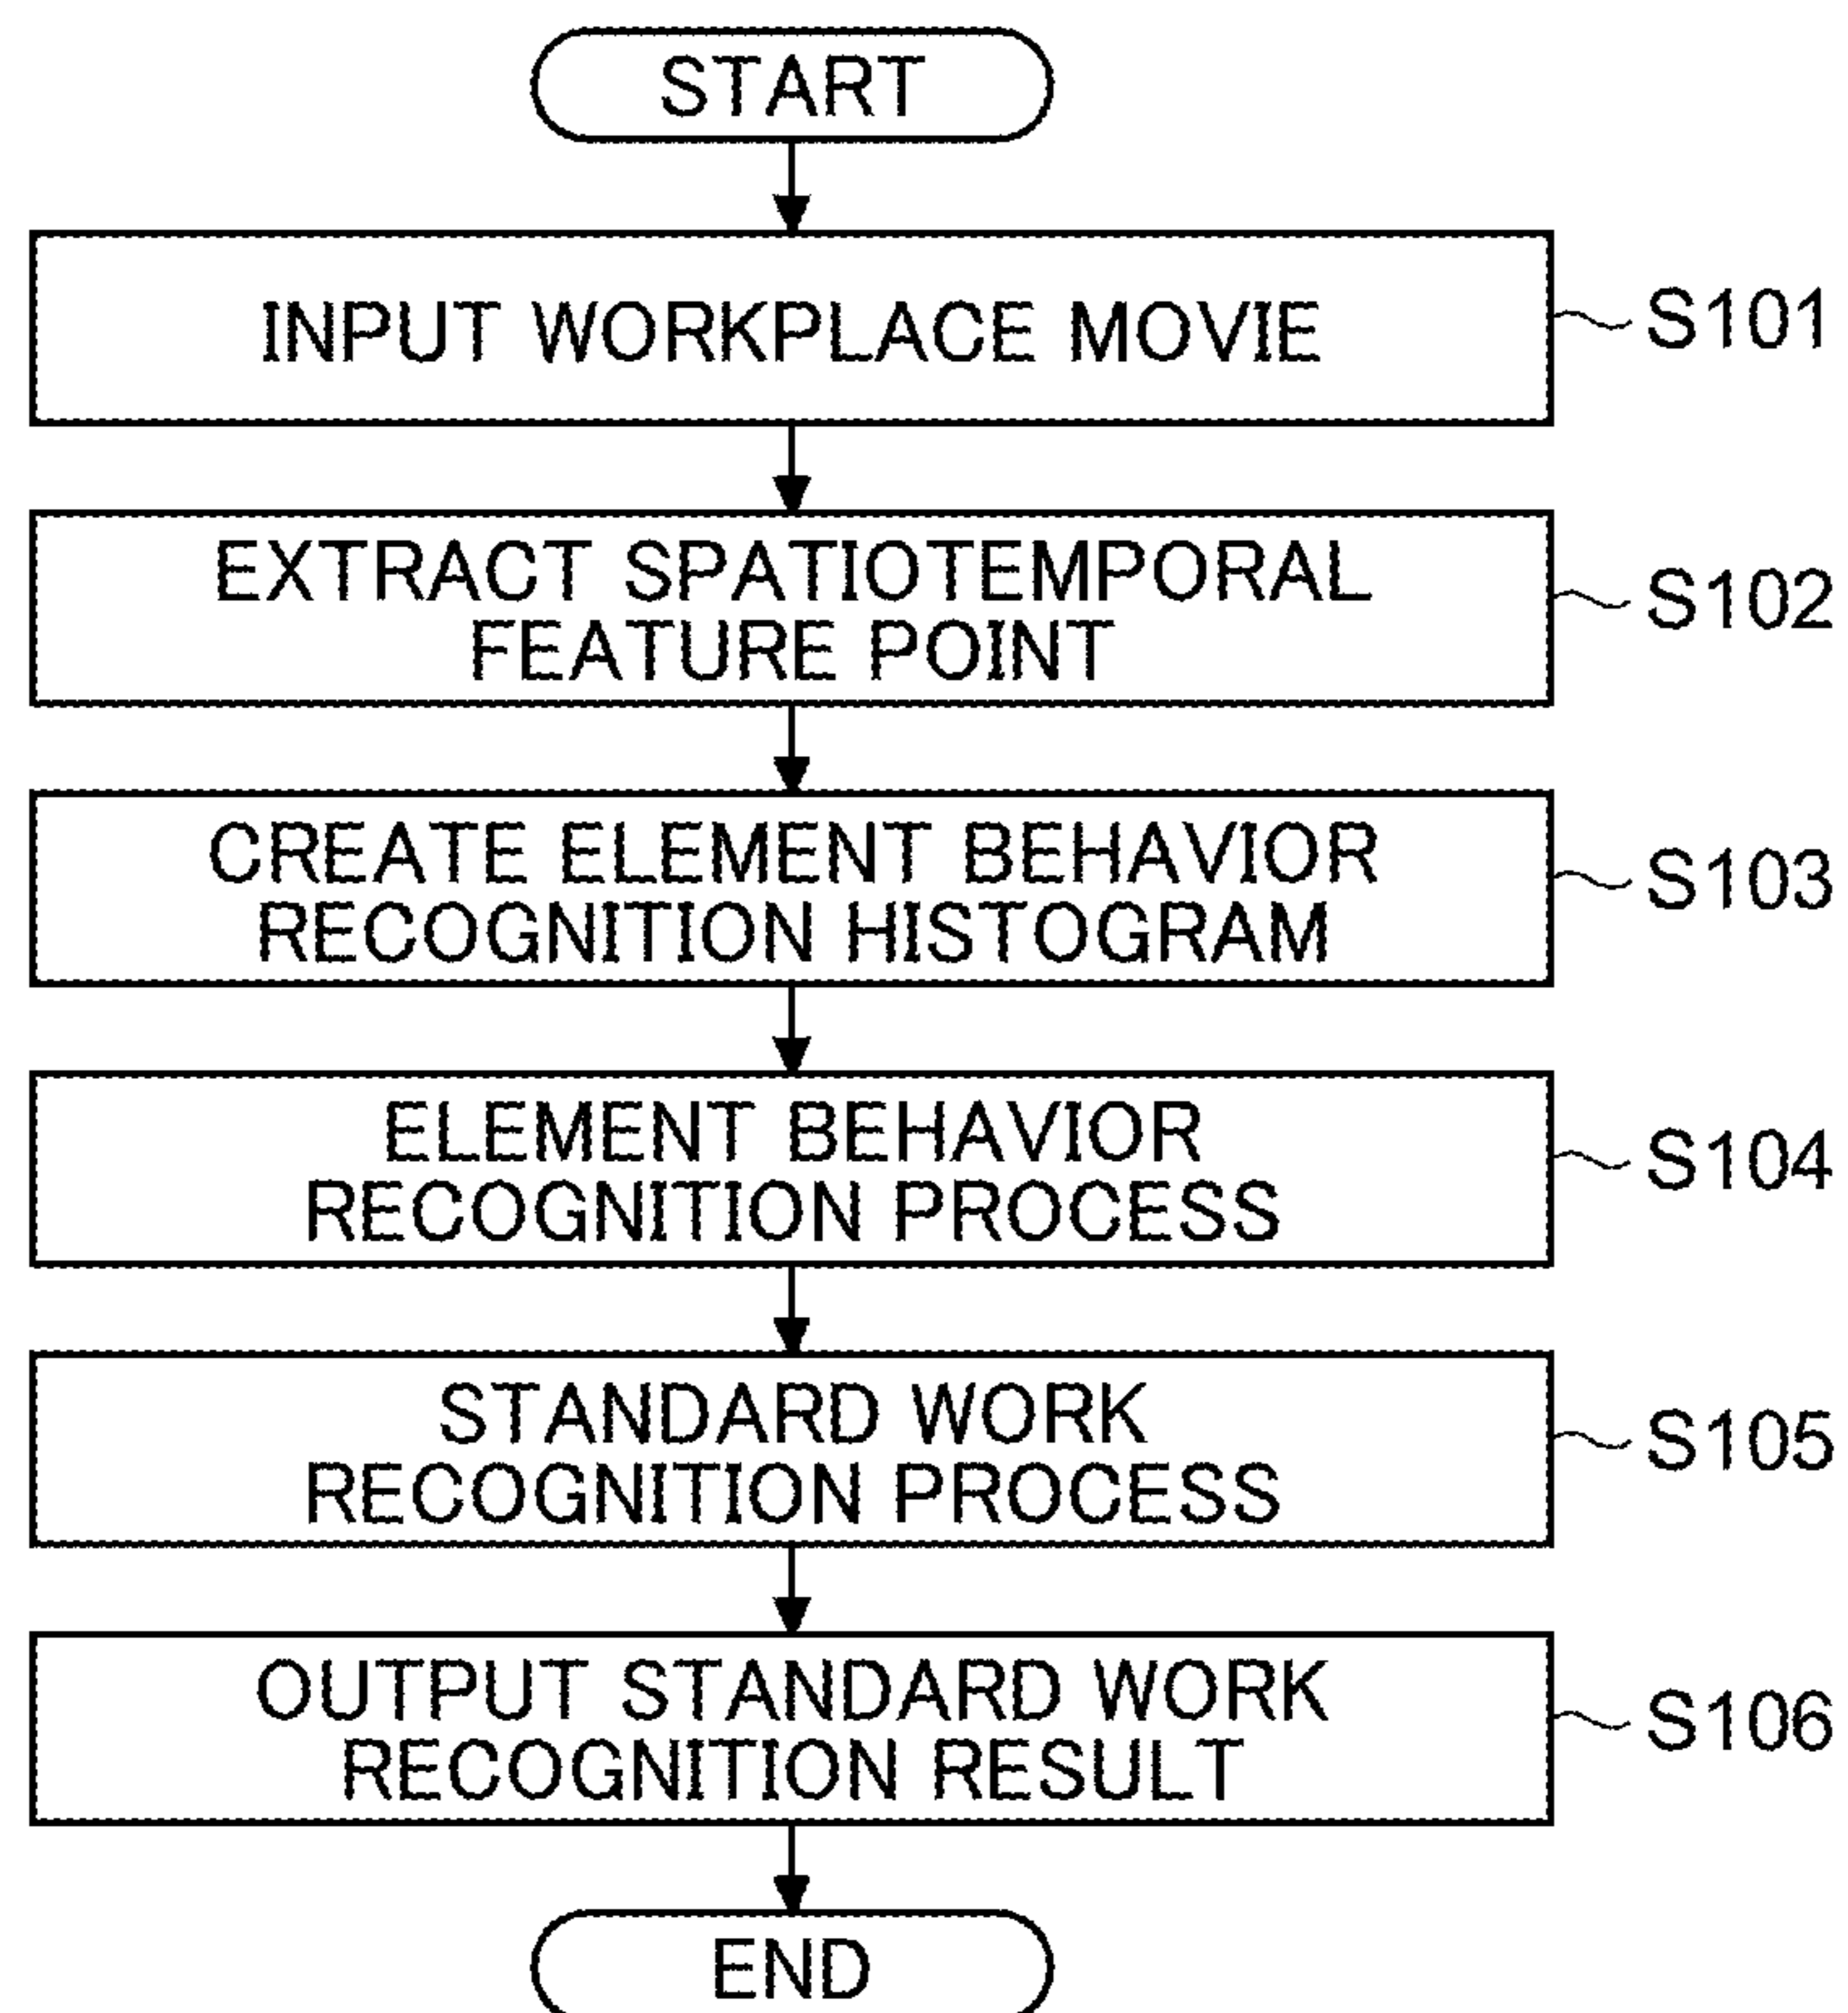 START
INPUT WORKPLACE MOVIE
S101
EXTRACT SPATIOTEMPORAL
FEATURE POINT
S102
CREATE ELEMENT BEHAVIOR
RECOGNITION HISTOGRAM
S103
ELEMENT BEHAVIOR
RECOGNITION PROCESS
S104
STANDARD WORK
RECOGNITION PROCESS
S105
OUTPUT STANDARD WORK
RECOGNITION RESULT
S106
END